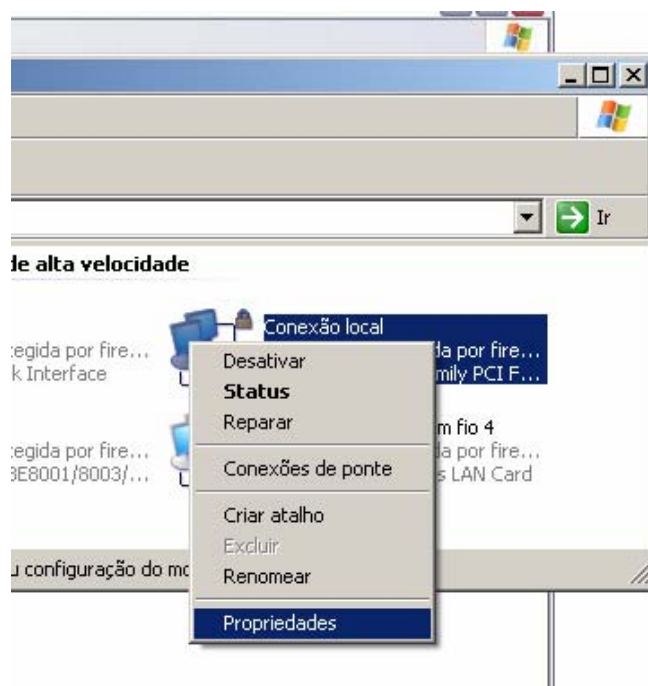 Ir
de alta velocidade
Conexão local
egida por fire...
da por fire...
k Interface
mily PCI F...
m fio 4
egida por fire...
da por fire...
8E8001/8003/...
s LAN Card
u configuração do mo
Desativar
Status
Reparar
Conexões de ponte
Criar atalho
Excluir
Renomear
Propriedades